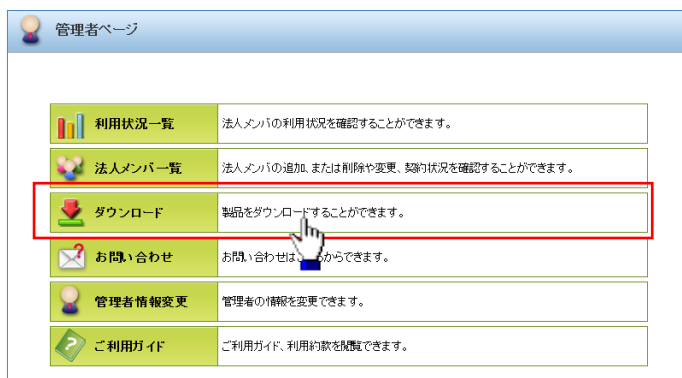 管理者ページ
利用状況一覧 法人メンバの利用状況を確認することができます。
法人メンバ一覧 法人メンバの追加、または削除や変更、契約状況を確認することができます。
ダウンロード 製品をダウンロードすることができます。
お問い合わせ お問い合わせは からできます。
管理者情報変更 管理者の情報を変更できます。
ご利用ガイド ご利用ガイド、利用約款を閲覧できます。